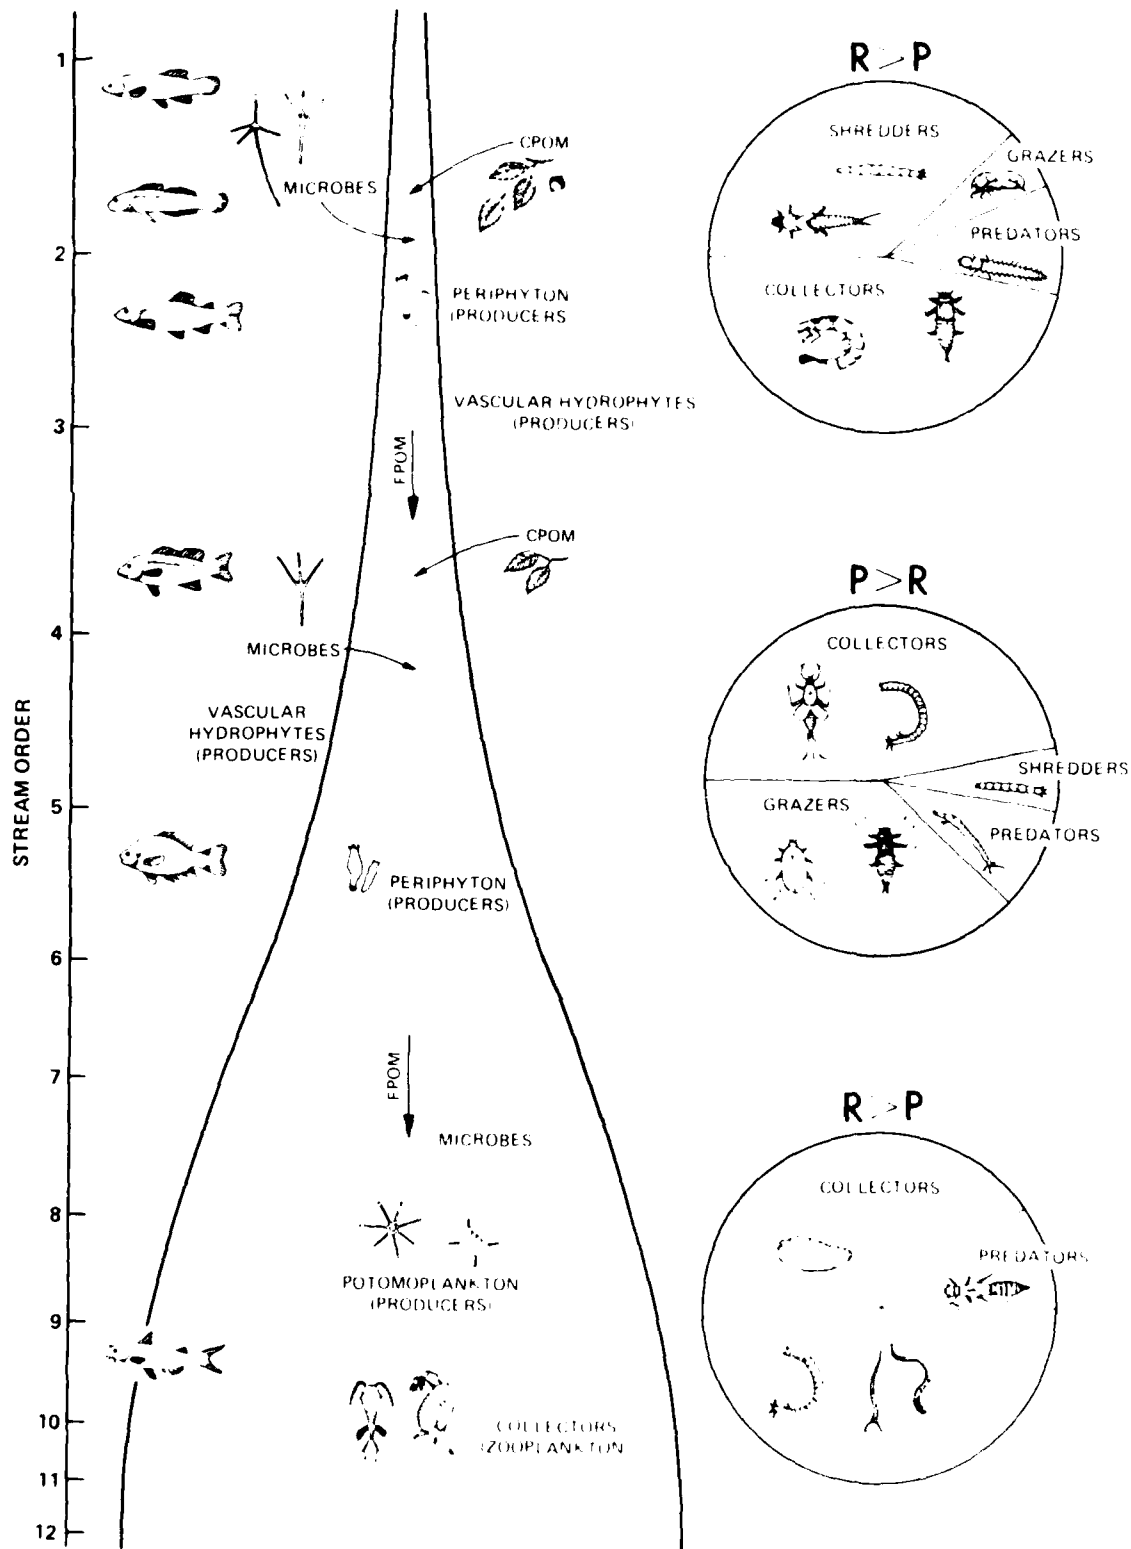 STREAM ORDER
1
2
3
4
5
6
7
8
9
10
11
12
CPOM
MICROBES
PERIPHYTON
(PRODUCERS
VASCULAR HYDROPHYTES
(PRODUCERS)
FPOM
CPOM
MICROBES
VASCULAR
HYDROPHYTES
(PRODUCERS)
PERIPHYTON
(PRODUCERS)
FPOM
MICROBES
POTOMOPLANKTON
(PRODUCERS)
COLLECTORS
(ZOOPLANKTON
R > P
SHREDDERS
GRAZERS
PREDATORS
COLLECTORS
P > R
COLLECTORS
SHREDDERS
PREDATORS
GRAZERS
R > P
COLLECTORS
PREDATORS